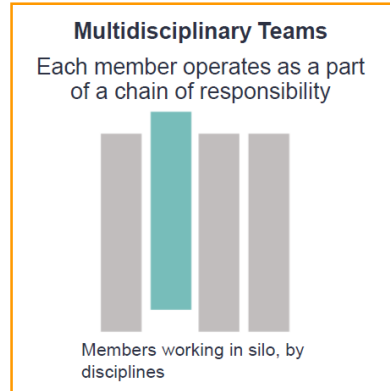 Multidisciplinary Teams
Each member operates as a part
of a chain of responsibility
Members working in silo, by
disciplines